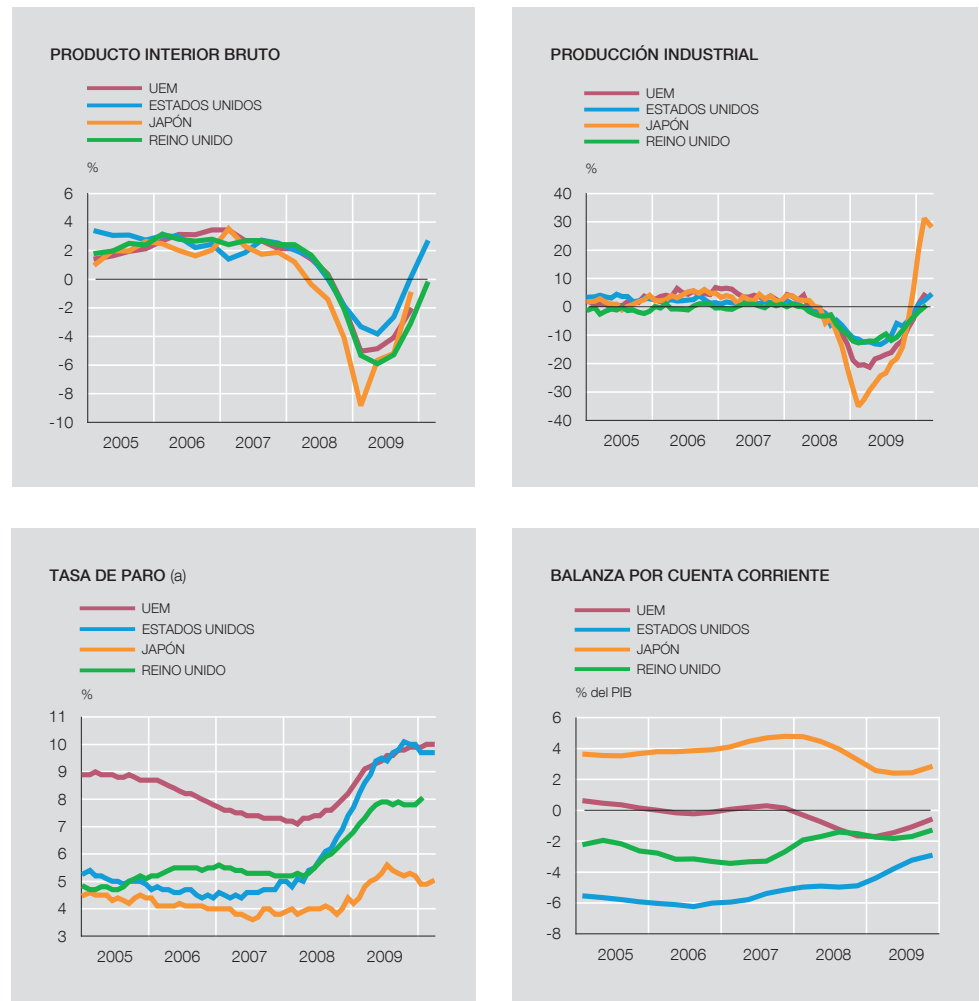 PRODUCTO INTERIOR BRUTO
UEM
ESTADOS UNIDOS
JAPÓN
REINO UNIDO
%
6
4
2
0
-2
-4
-6
-8
-10
2005 2006 2007 2008 2009
PRODUCCIÓN INDUSTRIAL
UEM
ESTADOS UNIDOS
JAPÓN
REINO UNIDO
%
40
30
20
10
0
-10
-20
-30
-40
2005 2006 2007 2008 2009
TASA DE PARO (a)
UEM
ESTADOS UNIDOS
JAPÓN
REINO UNIDO
%
11
10
9
8
7
6
5
4
3
2005 2006 2007 2008 2009
BALANZA POR CUENTA CORRIENTE
UEM
ESTADOS UNIDOS
JAPÓN
REINO UNIDO
% del PIB
6
4
2
0
-2
-4
-6
-8
2005 2006 2007 2008 2009